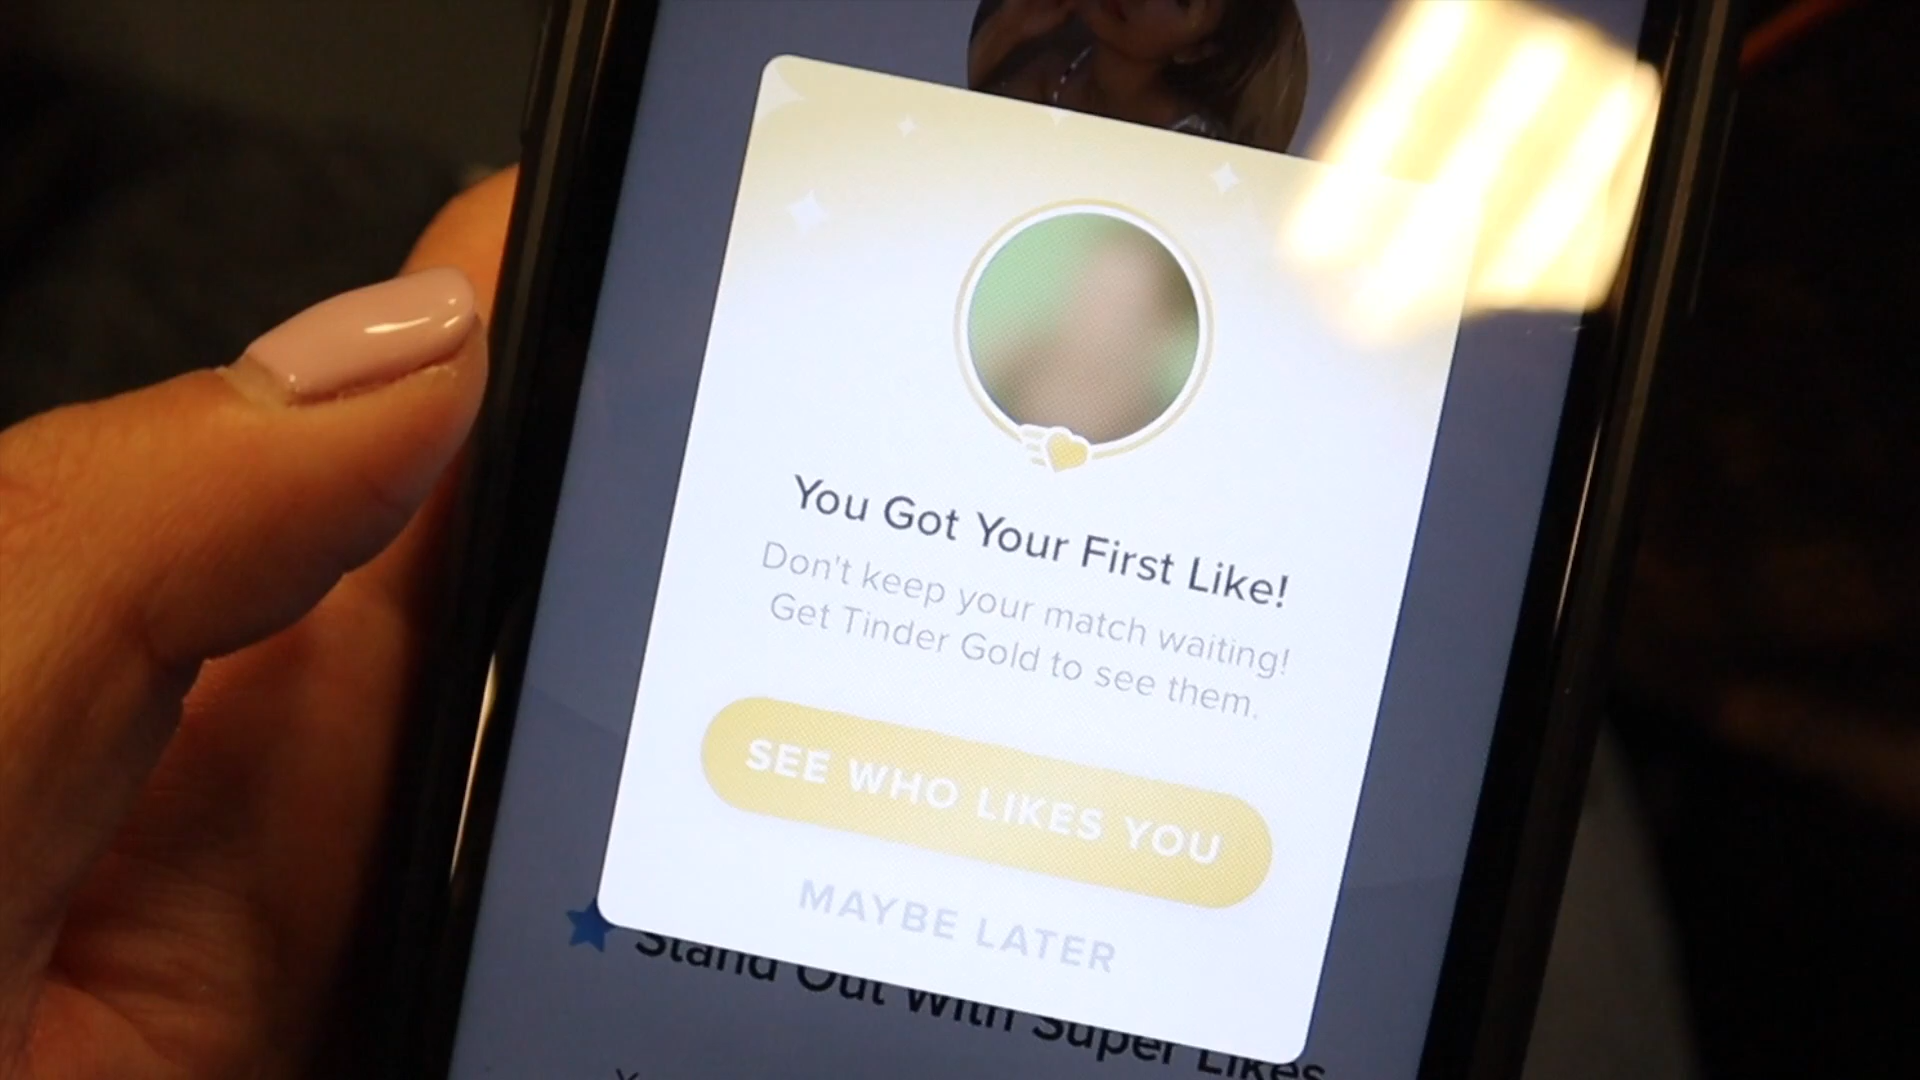 You Got Your First Like!
Don't keep your match waiting!
Get Tinder Gold to see them.
SEE WHO LIKES YOU
MAYBE LATER
Stand Out With Super Likes